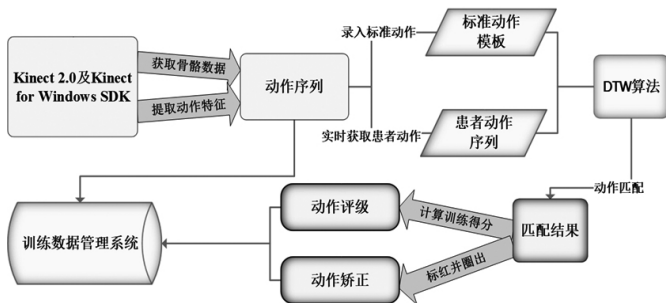 Kinect 2.0及Kinect
for Windows SDK
获取骨骼数据
提取动作特征
动作序列
录入标准动作
标准动作
模板
实时获取患者动作
患者动作
序列
DTW算法
动作匹配
匹配结果
计算训练得分
标红并圈出
动作评级
动作矫正
训练数据管理系统